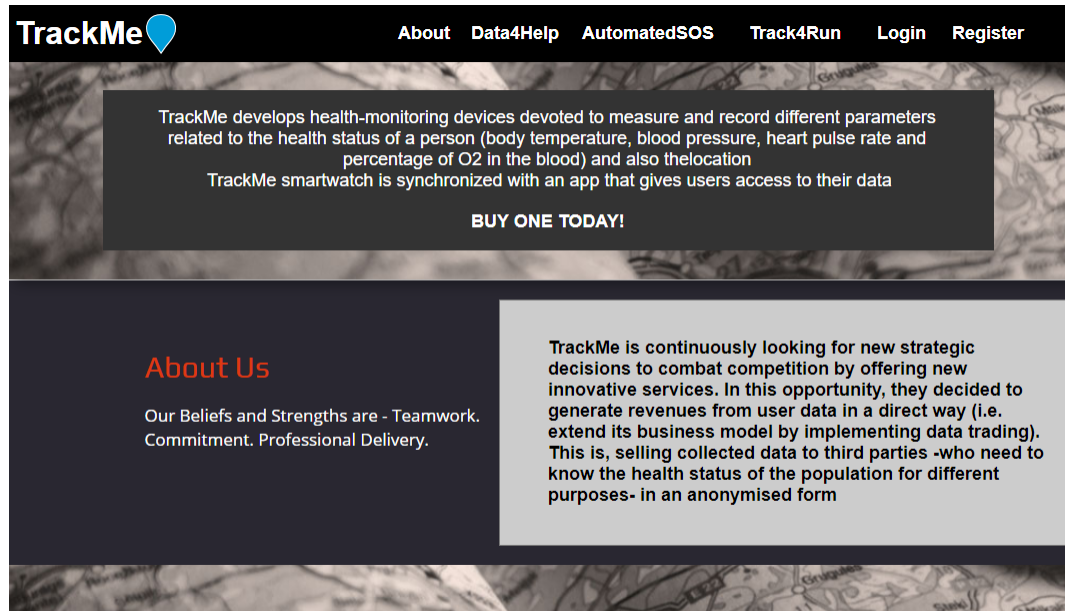 TrackMe
About Data4Help AutomatedSOS Track4Run Login Register
TrackMe develops health-monitoring devices devoted to measure and record different parameters
related to the health status of a person (body temperature, blood pressure, heart pulse rate and
percentage of O2 in the blood) and also thelocation
TrackMe smartwatch is synchronized with an app that gives users access to their data
BUY ONE TODAY!
About Us
Our Beliefs and Strengths are - Teamwork.
Commitment. Professional Delivery.
TrackMe is continuously looking for new strategic
decisions to combat competition by offering new
innovative services. In this opportunity, they decided to
generate revenues from user data in a direct way (i.e.
extend its business model by implementing data trading).
This is, selling collected data to third parties -who need to
know the health status of the population for different
purposes- in an anonymised form